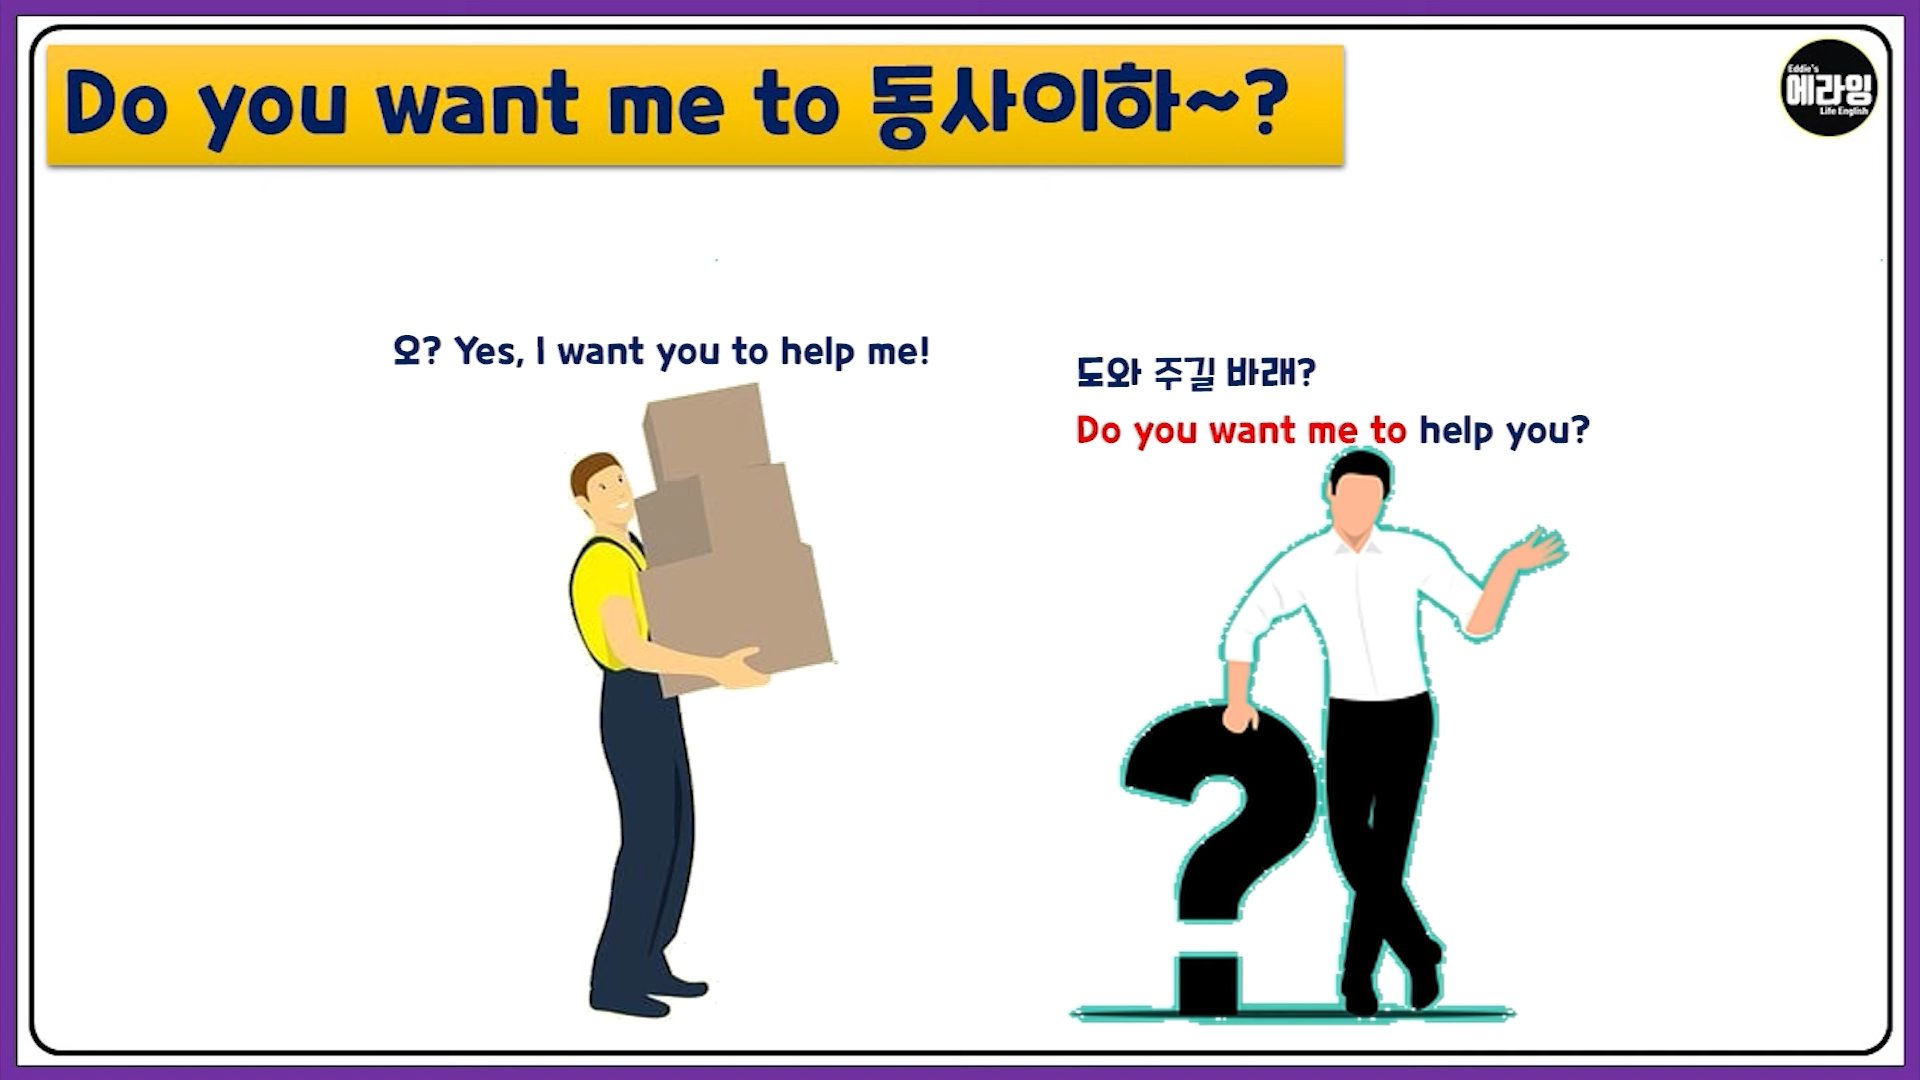 Do you want me to 동사이하~?
Eddie's
에라잉
Life English
오? Yes, I want you to help me!
도와 주길 바래?
Do you want me to help you?